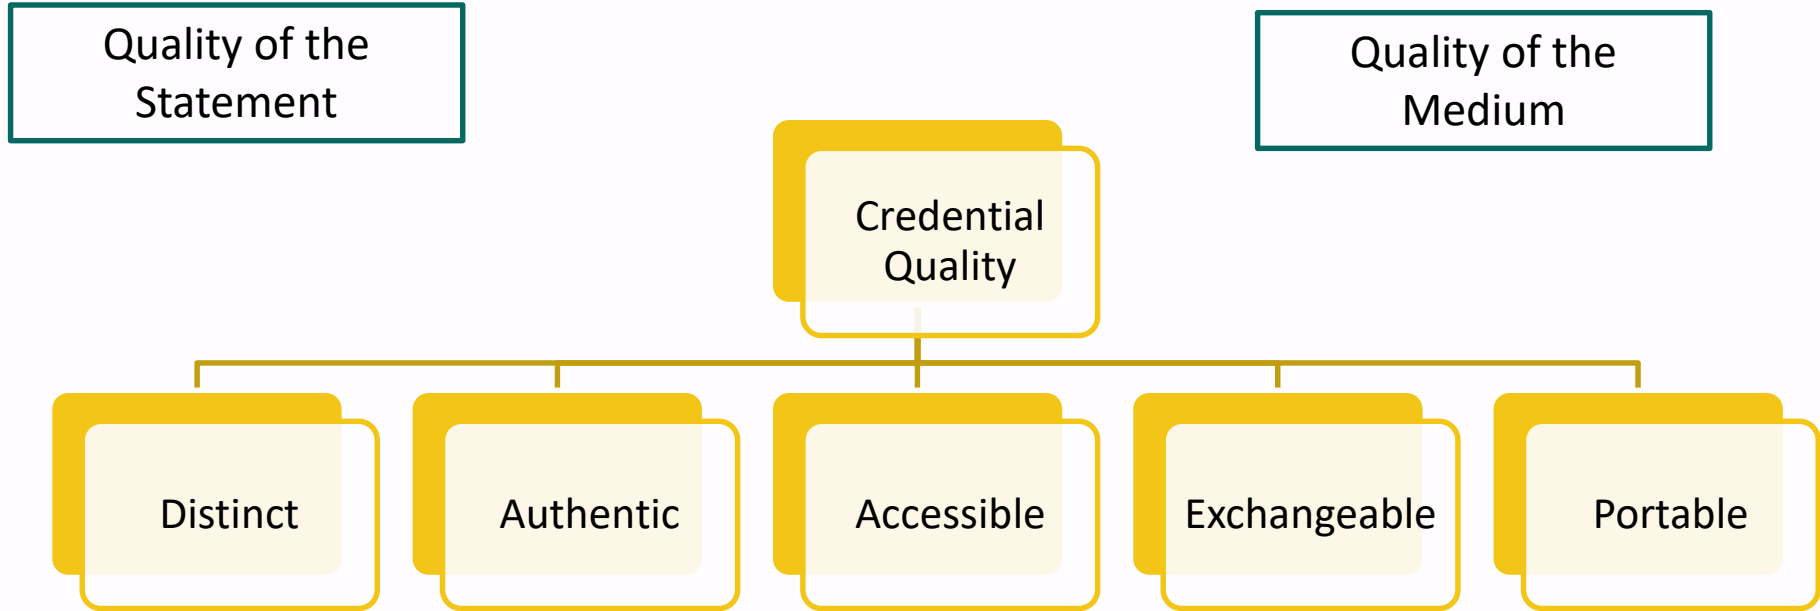 Quality of the
Statement
Quality of the
Medium
Credential
Quality
Distinct
Authentic
Accessible
Exchangeable
Portable